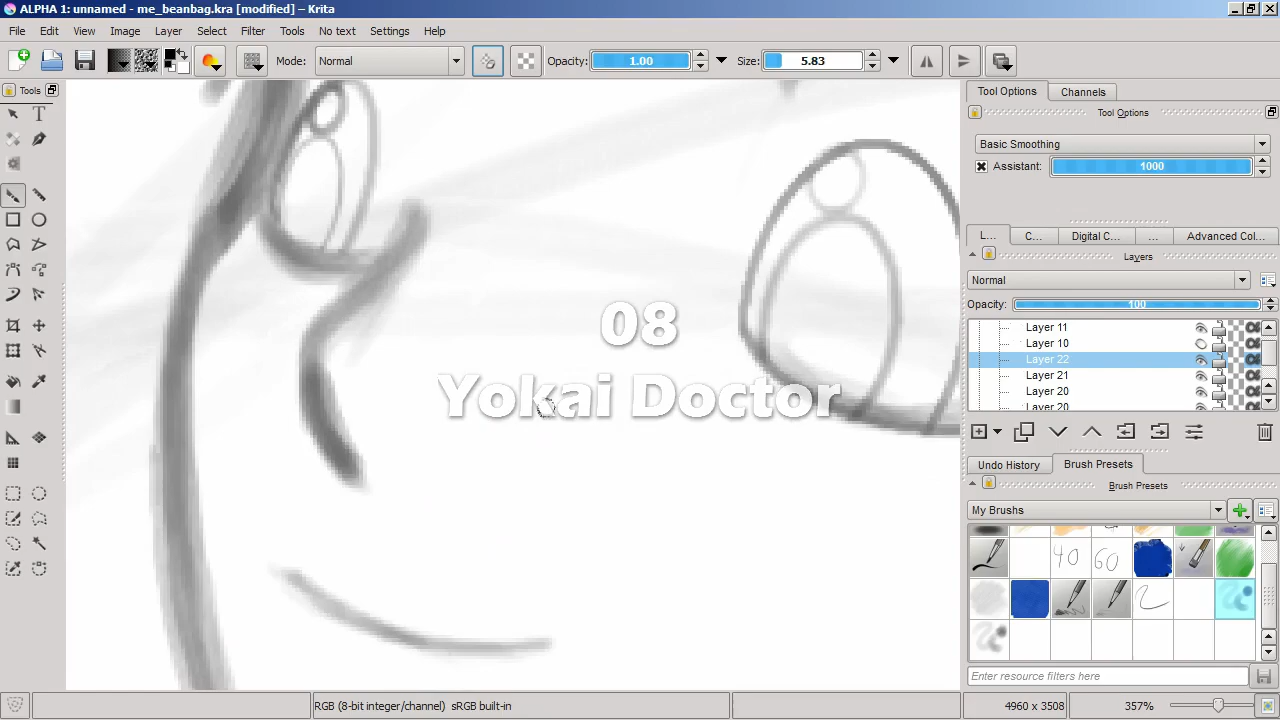 ALPHA 1: unnamed - me_beanbag.kra [modified] – Krita
File Edit View Image Layer Select Filter Tools No text Settings Help
Mode: Normal Opacity: 1.00 Size: 5.83
Tools
Tool Options Channels
Tool Options
Basic Smoothing
Assistant: 1000
L... C... Digital C... ... Advanced Col...
Layers
Normal
Opacity: 100
Layer 11
Layer 10
Layer 22
Layer 21
Layer 20
Layer 20
08
Yokai Doctor
Undo History Brush Presets
Brush Presets
My Brushes
40 60
Enter resource filters here
RGB (8-bit integer/channel) sRGB built-in 4960 x 3508 357%